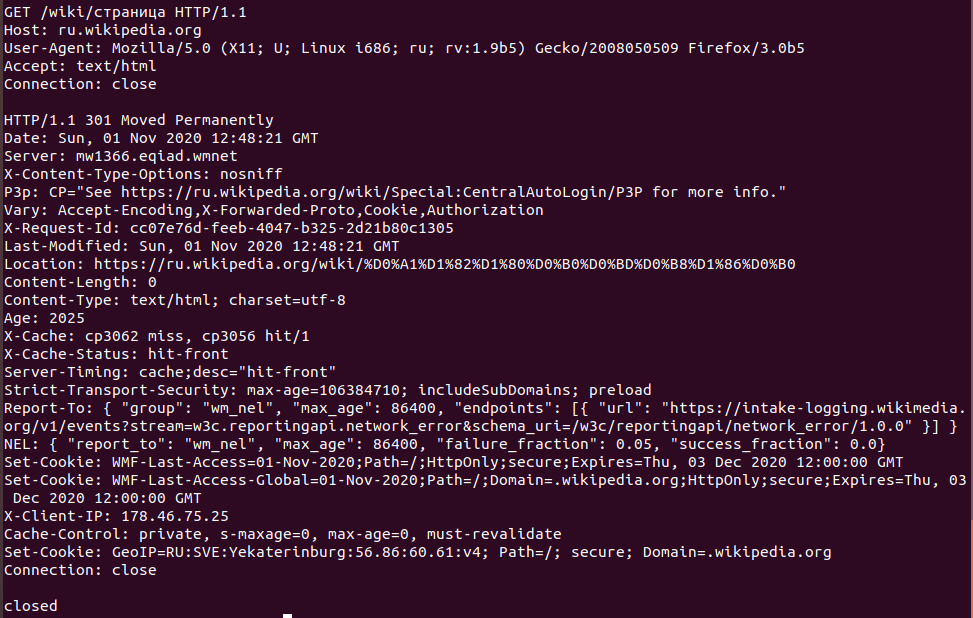 GET /wiki/страница HTTP/1.1
Host: ru.wikipedia.org
User-Agent: Mozilla/5.0 (X11; U; Linux i686; ru; rv:1.9b5) Gecko/2008050509 Firefox/3.0b5
Accept: text/html
Connection: close
HTTP/1.1 301 Moved Permanently
Date: Sun, 01 Nov 2020 12:48:21 GMT
Server: mw1366.eqiad.wmnet
X-Content-Type-Options: nosniff
P3p: CP="See https://ru.wikipedia.org/wiki/Special:CentralAutoLogin/P3P for more info."
Vary: Accept-Encoding,X-Forwarded-Proto,Cookie,Authorization
X-Request-Id: cc07e76d-feeb-4047-b325-2d21b80c1305
Last-Modified: Sun, 01 Nov 2020 12:48:21 GMT
Location: https://ru.wikipedia.org/wiki/%D0%A1%D1%82%D1%80%D0%B0%D0%BD%D0%B8%D1%86%D0%B0
Content-Length: 0
Content-Type: text/html; charset=utf-8
Age: 2025
X-Cache: cp3062 miss, cp3056 hit/1
X-Cache-Status: hit-front
Server-Timing: cache;desc="hit-front"
Strict-Transport-Security: max-age=106384710; includeSubDomains; preload
Report-To: { "group": "wm_nel", "max_age": 86400, "endpoints": [{ "url": "https://intake-logging.wikimedia.
org/v1/events?stream=w3c.reportingapi.network_error&schema_uri=/w3c/reportingapi/network_error/1.0.0" }] }
NEL: { "report_to": "wm_nel", "max_age": 86400, "failure_fraction": 0.05, "success_fraction": 0.0}
Set-Cookie: WMF-Last-Access=01-Nov-2020;Path=/;HttpOnly;secure;Expires=Thu, 03 Dec 2020 12:00:00 GMT
Set-Cookie: WMF-Last-Access-Global=01-Nov-2020;Path=/;Domain=.wikipedia.org;HttpOnly;secure;Expires=Thu, 03
 Dec 2020 12:00:00 GMT
X-Client-IP: 178.46.75.25
Cache-Control: private, s-maxage=0, max-age=0, must-revalidate
Set-Cookie: GeoIP=RU:SVE:Yekaterinburg:56.86:60.61:v4; Path=/; secure; Domain=.wikipedia.org
Connection: close
closed